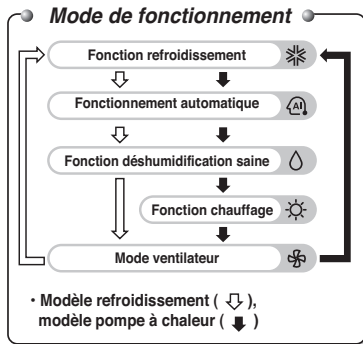 Mode de fonctionnement
Fonction refroidissement
Fonctionnement automatique
AI
Fonction déshumidification saine
Fonction chauffage
Mode ventilateur
• Modèle refroidissement ( ),
modèle pompe à chaleur ( )